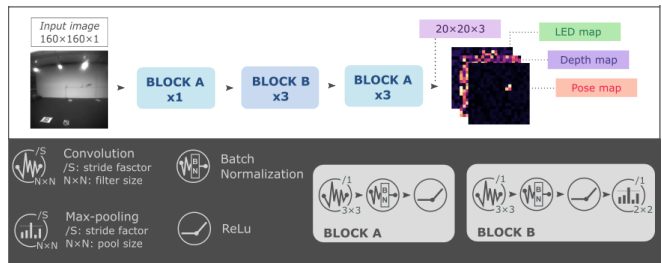 Input image
160×160×1
BLOCK A
x1
BLOCK B
x3
BLOCK A
x3
20×20×3
LED map
Depth map
Pose map
/S
N×N
Convolution
/S: stride fasctor
N×N: filter size
B
N
Batch
Normalization
/S
N×N
Max-pooling
/S: stride factor
N×N: pool size
ReLu
/1
3×3
B
N
BLOCK A
/1
3×3
B
N
/1
2×2
BLOCK B